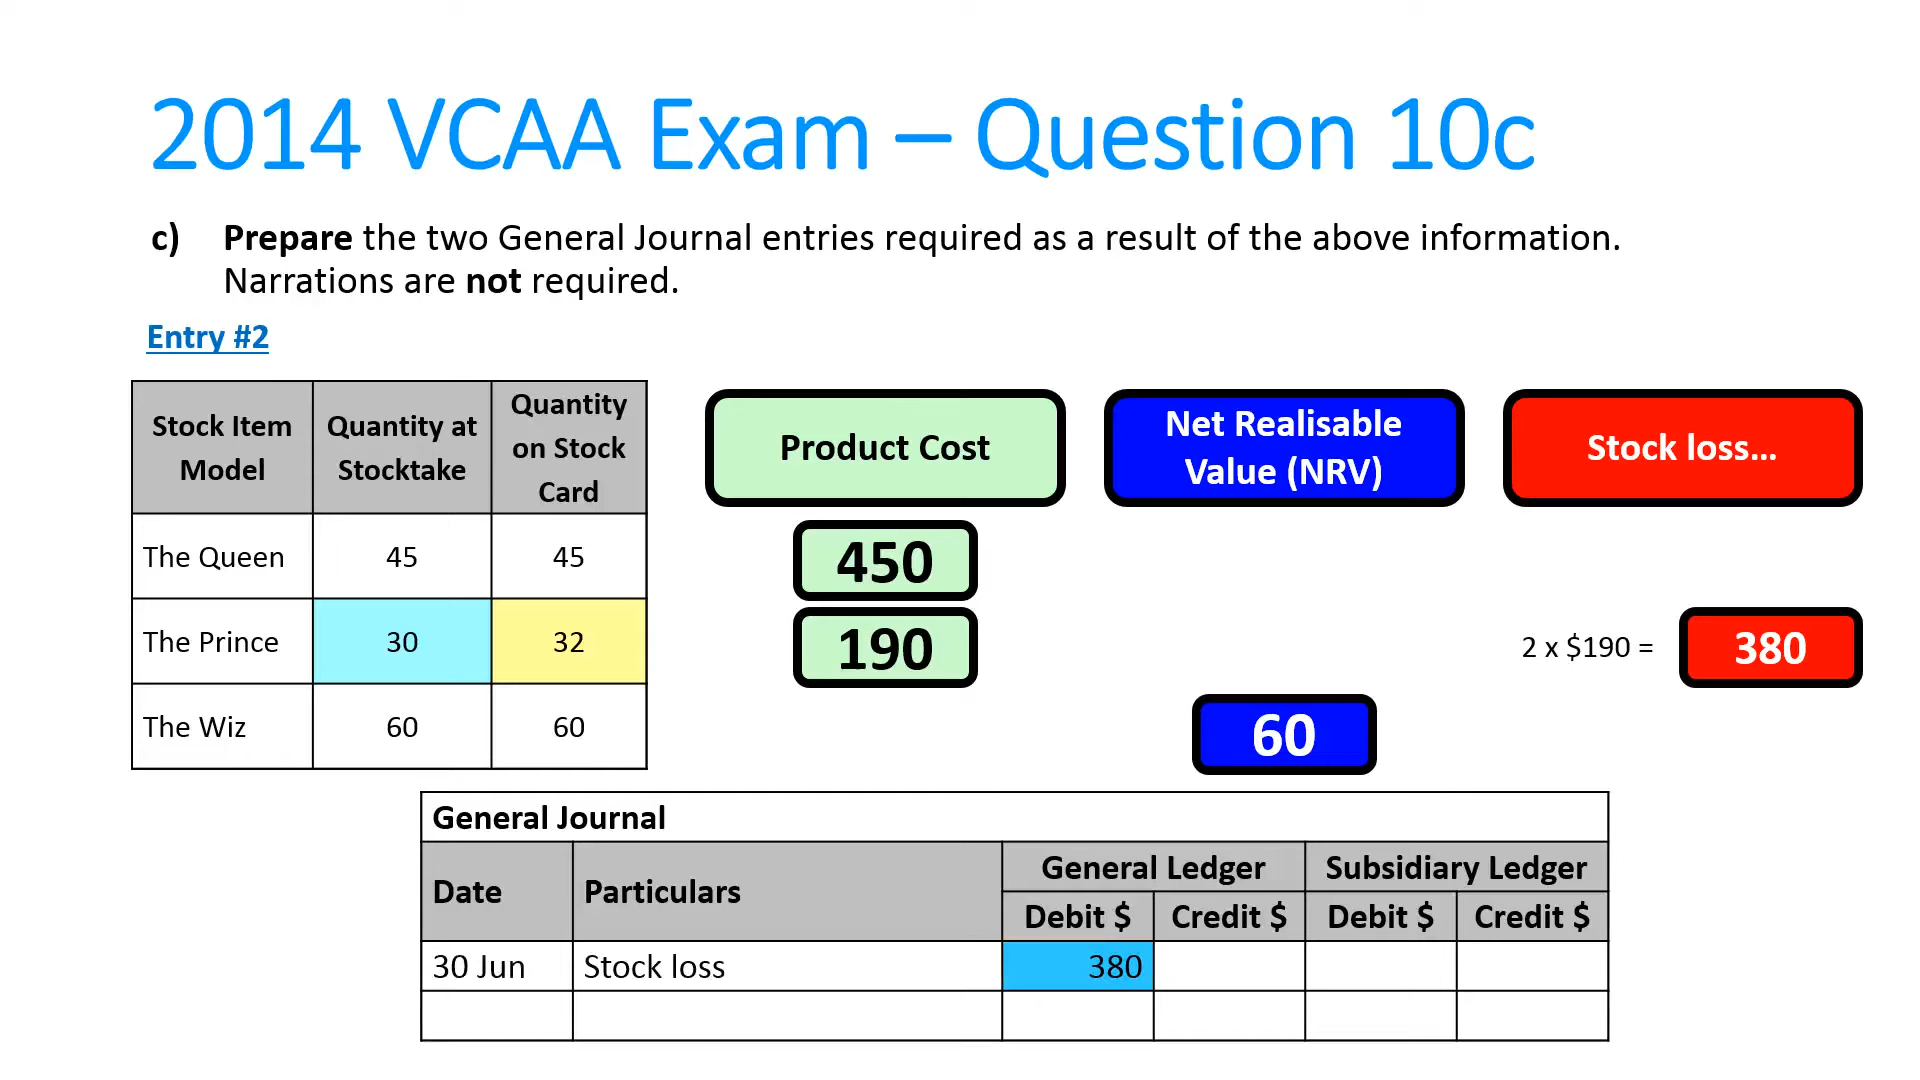 2014 VCAA Exam – Question 10c
c) Prepare the two General Journal entries required as a result of the above information.
Narrations are not required.
Entry #2
Stock Item Model
Quantity at Stocktake
Quantity on Stock Card
The Queen 45 45
The Prince 30 32
The Wiz 60 60
Product Cost
Net Realisable
Value (NRV)
Stock loss...
450
190
2 x $190 =
380
60
General Journal
Date Particulars General Ledger Subsidiary Ledger
Debit $ Credit $ Debit $ Credit $
30 Jun Stock loss 380